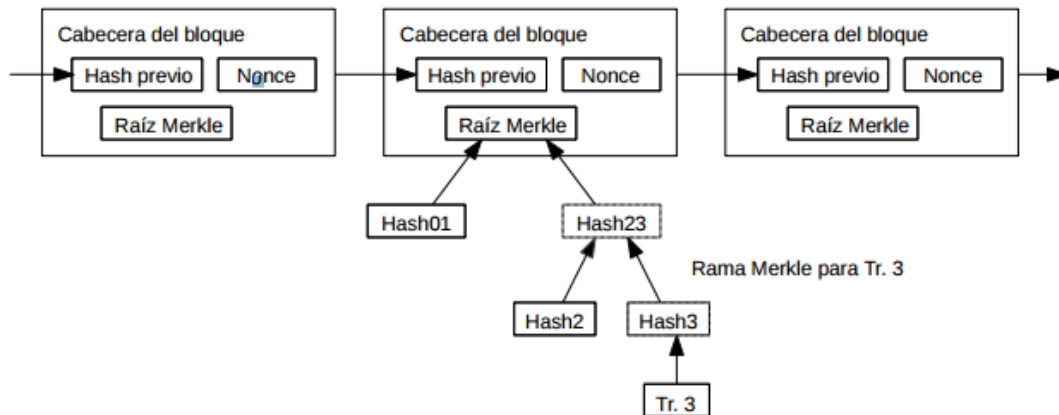 Cabecera del bloque
Hash previo
Nonce
Raíz Merkle
Cabecera del bloque
Hash previo
Nonce
Raíz Merkle
Cabecera del bloque
Hash previo
Nonce
Raíz Merkle
Hash01
Hash23
Rama Merkle para Tr. 3
Hash2
Hash3
Tr. 3